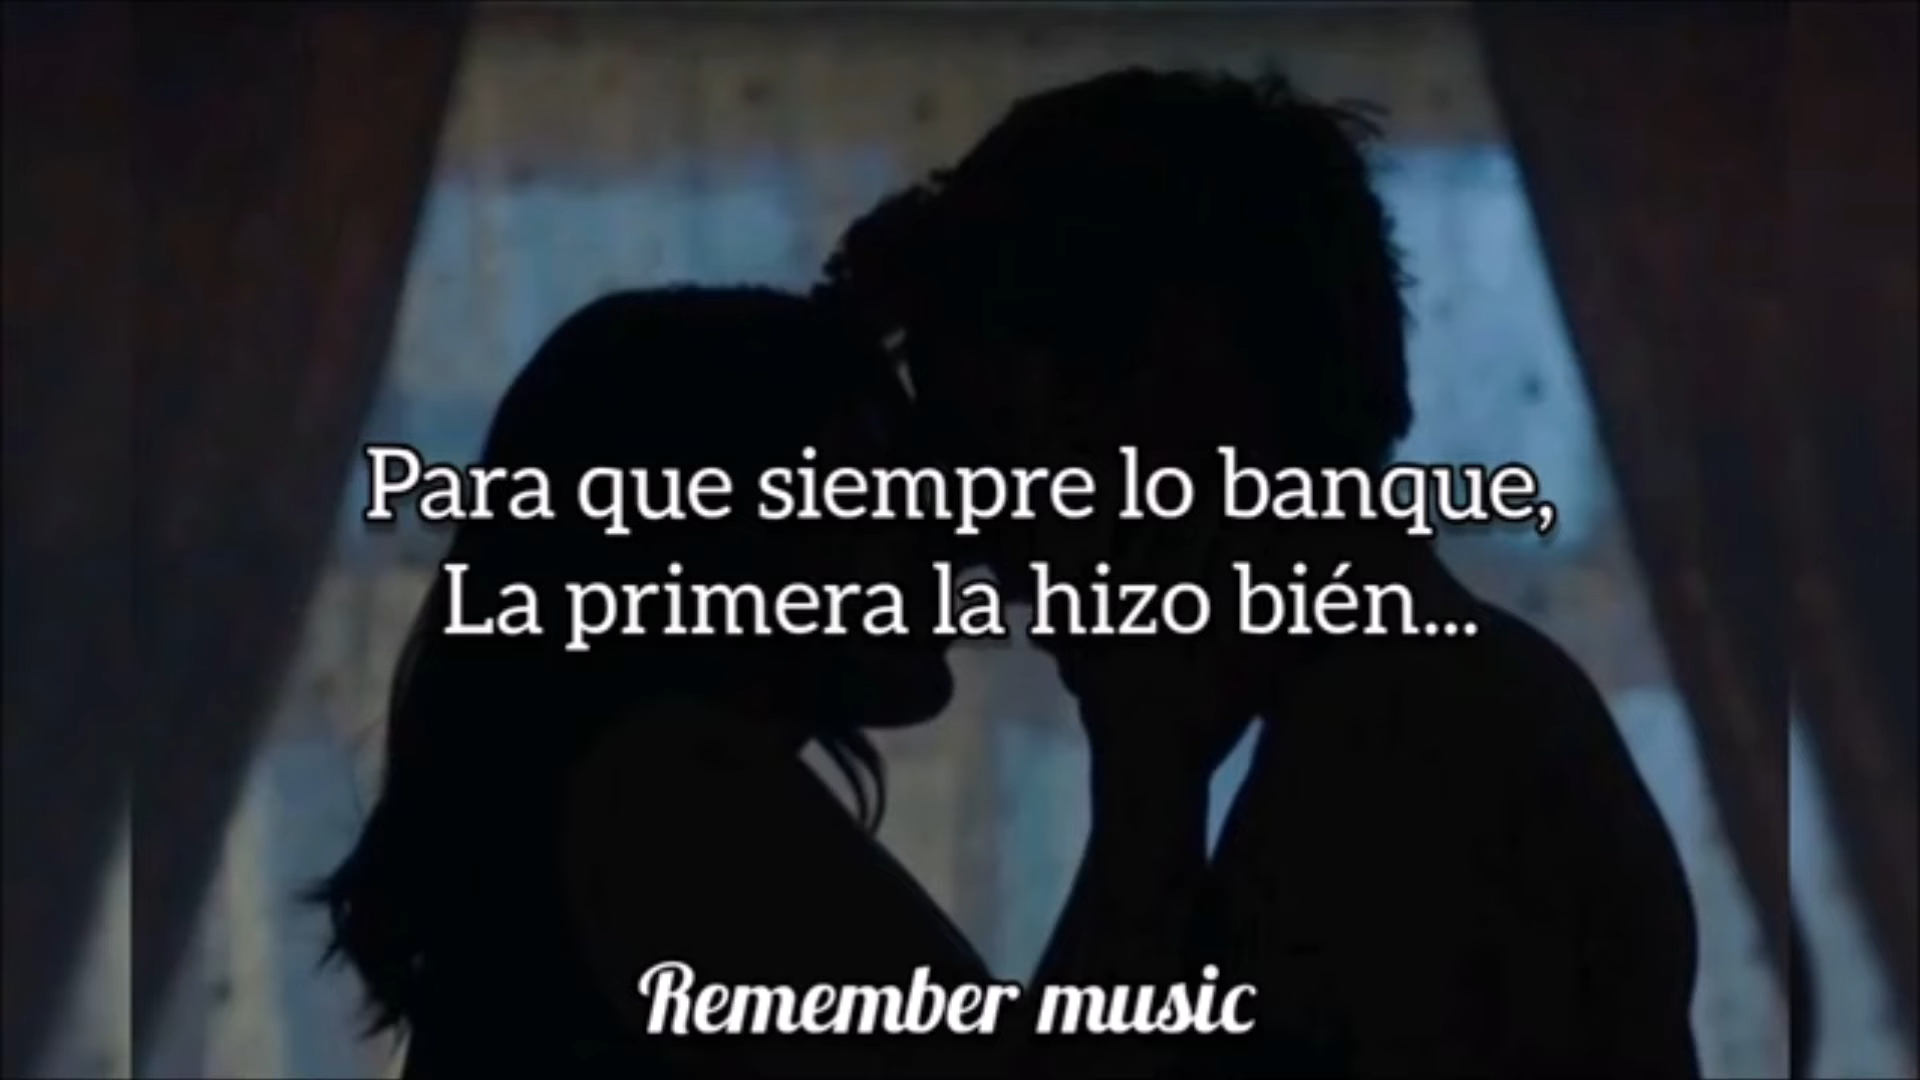 Para que siempre lo banque,
La primera la hizo bién...
Remember music